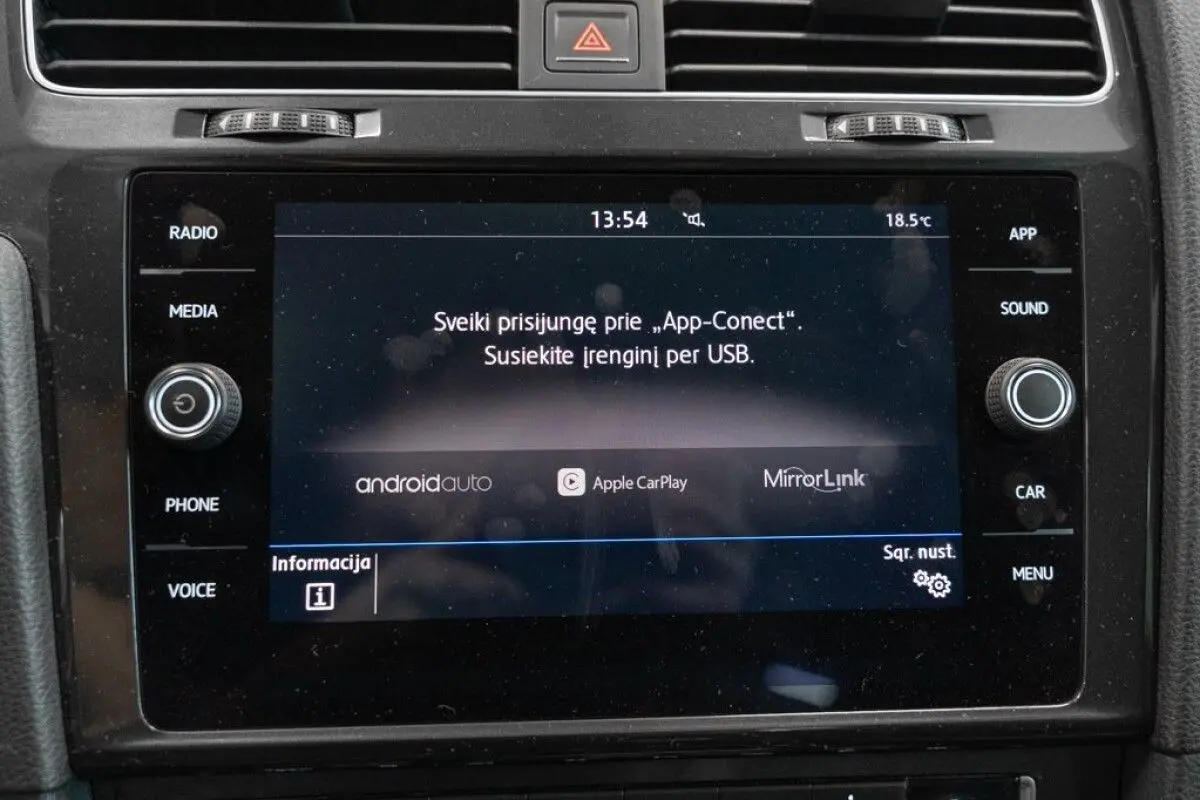 13:54
18.5°C
RADIO
MEDIA
PHONE
VOICE
Sveiki prisijungę prie „App-Conect“.
Susiekite įrenginį per USB.
androidauto
Apple CarPlay
MirrorLink
Informacija
Sąr. nust.
APP
SOUND
CAR
MENU